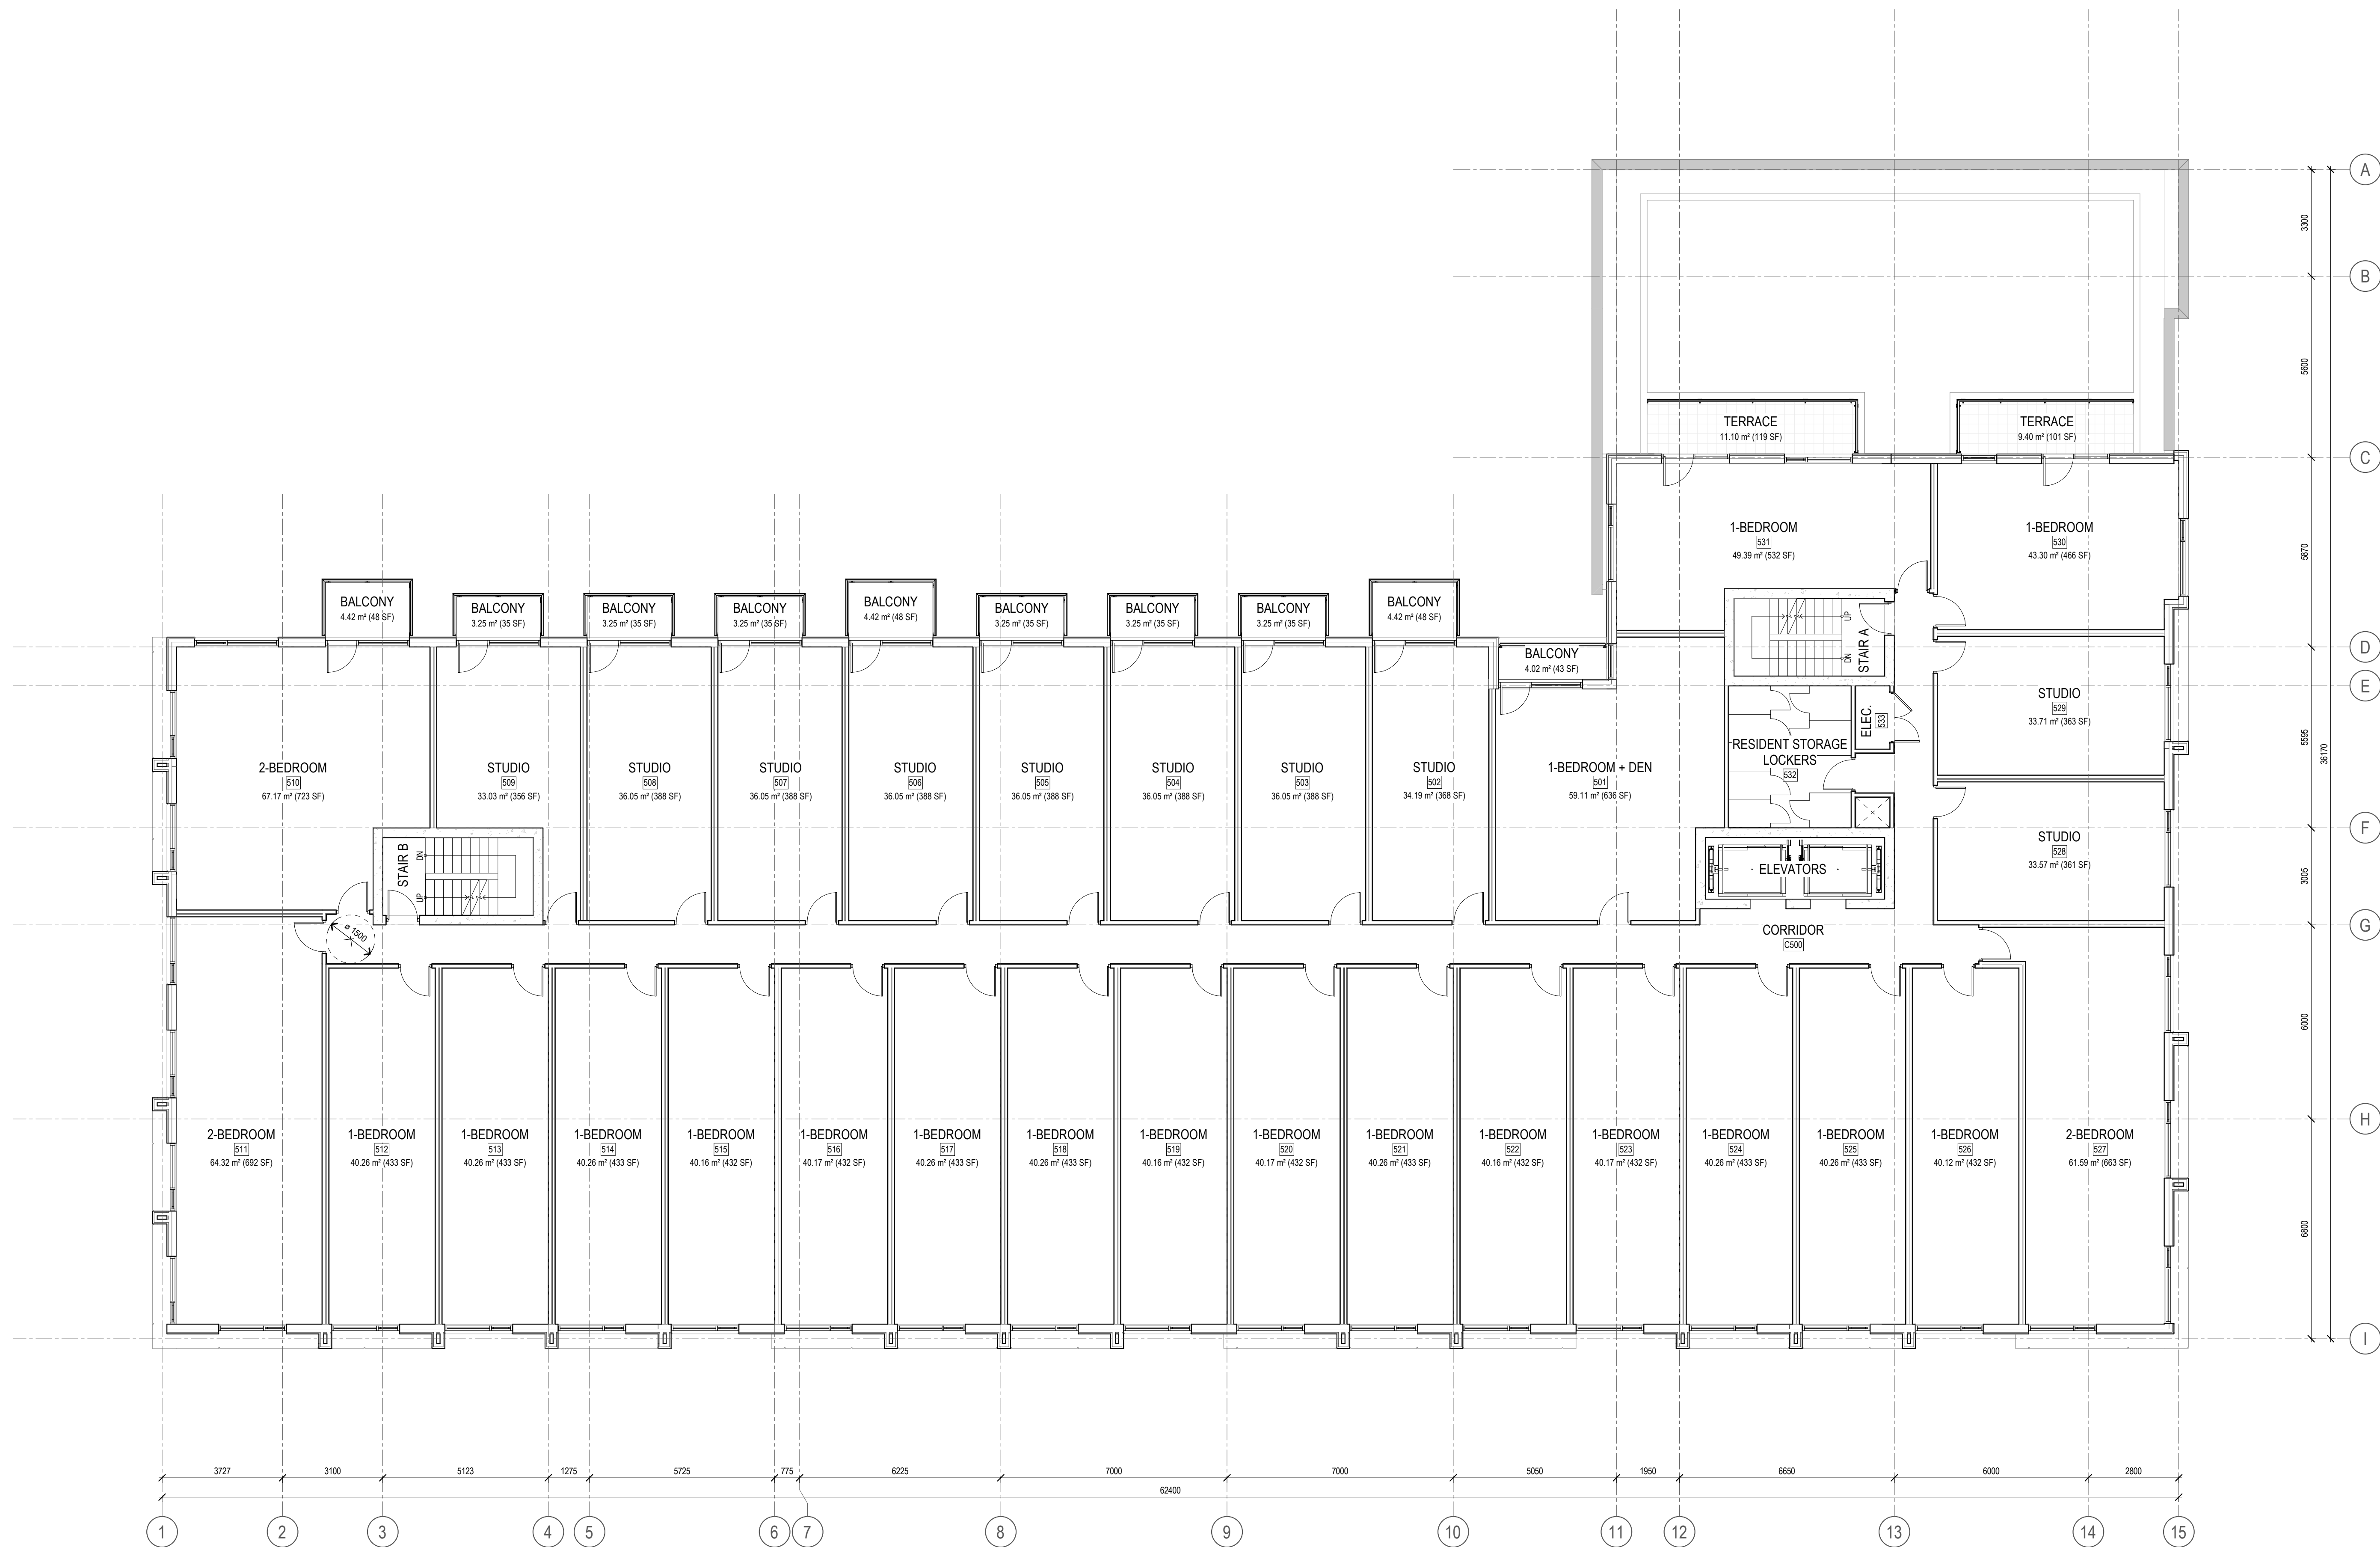 A
3300
B
5600
TERRACE
11.10 m² (119 SF)
TERRACE
9.40 m² (101 SF)
C
1-BEDROOM
531
49.39 m² (532 SF)
1-BEDROOM
530
43.30 m² (466 SF)
5870
BALCONY
4.42 m² (48 SF)
BALCONY
3.25 m² (35 SF)
BALCONY
3.25 m² (35 SF)
BALCONY
3.25 m² (35 SF)
BALCONY
4.42 m² (48 SF)
BALCONY
3.25 m² (35 SF)
BALCONY
3.25 m² (35 SF)
BALCONY
3.25 m² (35 SF)
BALCONY
4.42 m² (48 SF)
BALCONY
4.02 m² (43 SF)
UP
DN
STAIR A
D
E
STUDIO
529
33.71 m² (363 SF)
ELEC.
533
RESIDENT STORAGE
LOCKERS
532
5595
36170
2-BEDROOM
510
67.17 m² (723 SF)
STUDIO
509
33.03 m² (356 SF)
STUDIO
508
36.05 m² (388 SF)
STUDIO
507
36.05 m² (388 SF)
STUDIO
506
36.05 m² (388 SF)
STUDIO
505
36.05 m² (388 SF)
STUDIO
504
36.05 m² (388 SF)
STUDIO
503
36.05 m² (388 SF)
STUDIO
502
34.19 m² (368 SF)
1-BEDROOM + DEN
501
59.11 m² (636 SF)
F
STUDIO
528
33.57 m² (361 SF)
STAIR B
DN
UP
ELEVATORS
3005
G
ø 1500
CORRIDOR
C500
6000
H
2-BEDROOM
511
64.32 m² (692 SF)
1-BEDROOM
512
40.26 m² (433 SF)
1-BEDROOM
513
40.26 m² (433 SF)
1-BEDROOM
514
40.26 m² (433 SF)
1-BEDROOM
515
40.16 m² (432 SF)
1-BEDROOM
516
40.17 m² (432 SF)
1-BEDROOM
517
40.26 m² (433 SF)
1-BEDROOM
518
40.26 m² (433 SF)
1-BEDROOM
519
40.16 m² (432 SF)
1-BEDROOM
520
40.17 m² (432 SF)
1-BEDROOM
521
40.26 m² (433 SF)
1-BEDROOM
522
40.16 m² (432 SF)
1-BEDROOM
523
40.17 m² (432 SF)
1-BEDROOM
524
40.26 m² (433 SF)
1-BEDROOM
525
40.26 m² (433 SF)
1-BEDROOM
526
40.12 m² (432 SF)
2-BEDROOM
527
61.59 m² (663 SF)
6800
I
3727
3100
5123
1275
5725
775
6225
7000
7000
5050
1950
6650
6000
2800
62400
1
2
3
4
5
6
7
8
9
10
11
12
13
14
15